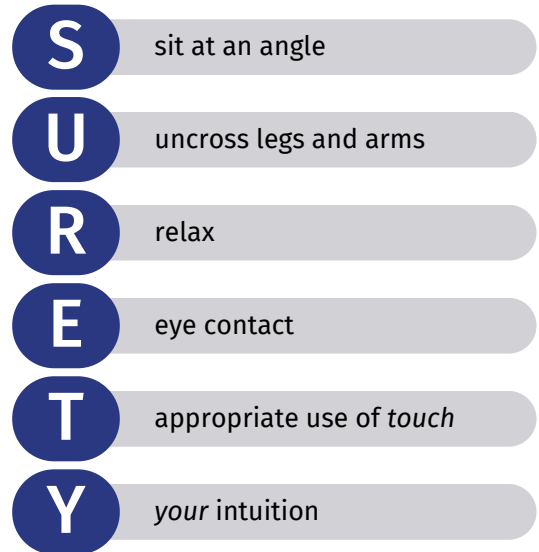 S sit at an angle
U uncross legs and arms
R relax
E eye contact
T appropriate use of touch
Y your intuition